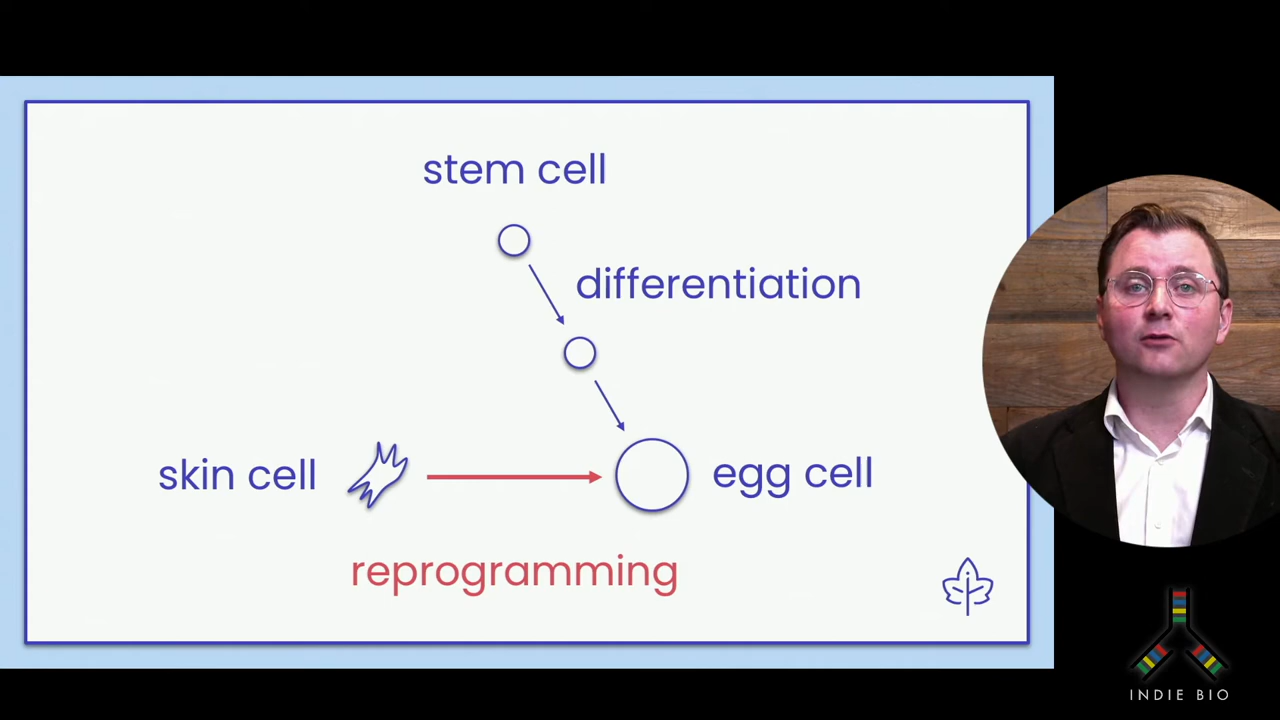 stem cell
differentiation
skin cell
egg cell
reprogramming
INDIE BIO